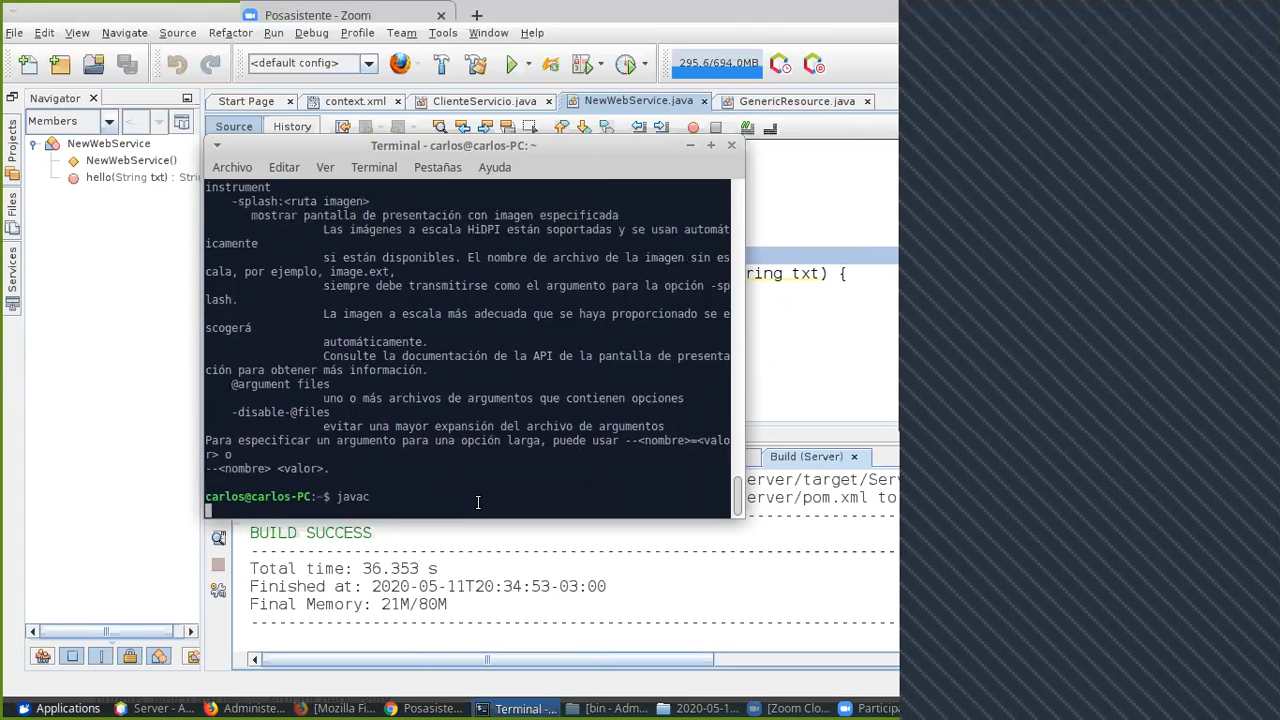 Posasistente - Zoom
File Edit View Navigate Source Refactor Run Debug Profile Team Tools Window Help
<default config>
295.6/694.0MB
Navigator
Start Page
context.xml
ClienteServicio.java
NewWebService.java
GenericResource.java
Members
<...
Source
History
Projects
Files
Services
NewWebService
NewWebService()
hello(String txt) : Stri
Terminal - carlos@carlos-PC: ~
Archivo Editar Ver Terminal Pestañas Ayuda
instrument
-splash:<ruta imagen>
mostrar pantalla de presentación con imagen especificada
Las imágenes a escala HiDPI están soportadas y se usan automát
icamente
si están disponibles. El nombre de archivo de la imagen sin es
cala, por ejemplo, image.ext,
siempre debe transmitirse como el argumento para la opción -sp
lash.
La imagen a escala más adecuada que se haya proporcionado se e
scogerá
automáticamente.
Consulte la documentación de la API de la pantalla de presenta
ción para obtener más información.
@argument files
uno o más archivos de argumentos que contienen opciones
-disable-@files
evitar una mayor expansión del archivo de argumentos
Para especificar un argumento para una opción larga, puede usar --<nombre>=<valo
r> o
--<nombre> <valor>.
carlos@carlos-PC:~$ javac
ring txt) {
Build (Server)
erver/target/Serv
erver/pom.xml to
BUILD SUCCESS
Total time: 36.353 s
Finished at: 2020-05-11T20:34:53-03:00
Final Memory: 21M/80M
Applications
Server - A...
Administe...
[Mozilla Fi...
Posasiste...
Terminal -...
[bin - Adm...
2020-05-1...
[Zoom Clo...
Particip